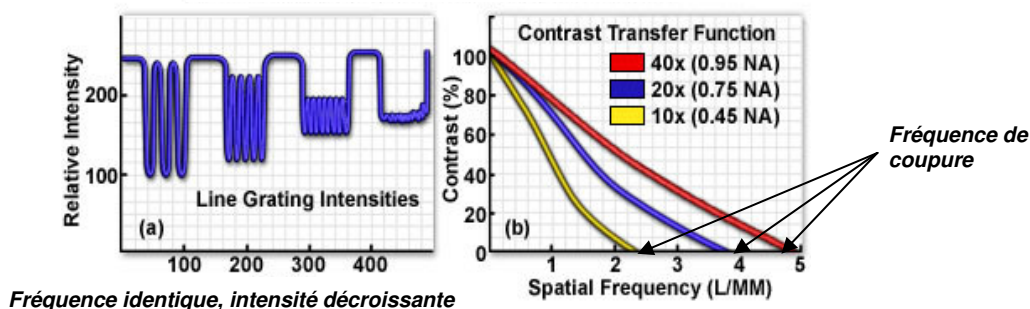 Relative Intensity
200
100
(a)
Line Grating Intensities
100
200
300
400
Fréquence identique, intensité décroissante
Contrast (%)
100
80
60
40
20
0
Contrast Transfer Function
40x (0.95 NA)
20x (0.75 NA)
10x (0.45 NA)
(b)
1
2
3
4
5
Spatial Frequency (L/MM)
Fréquence de
coupure